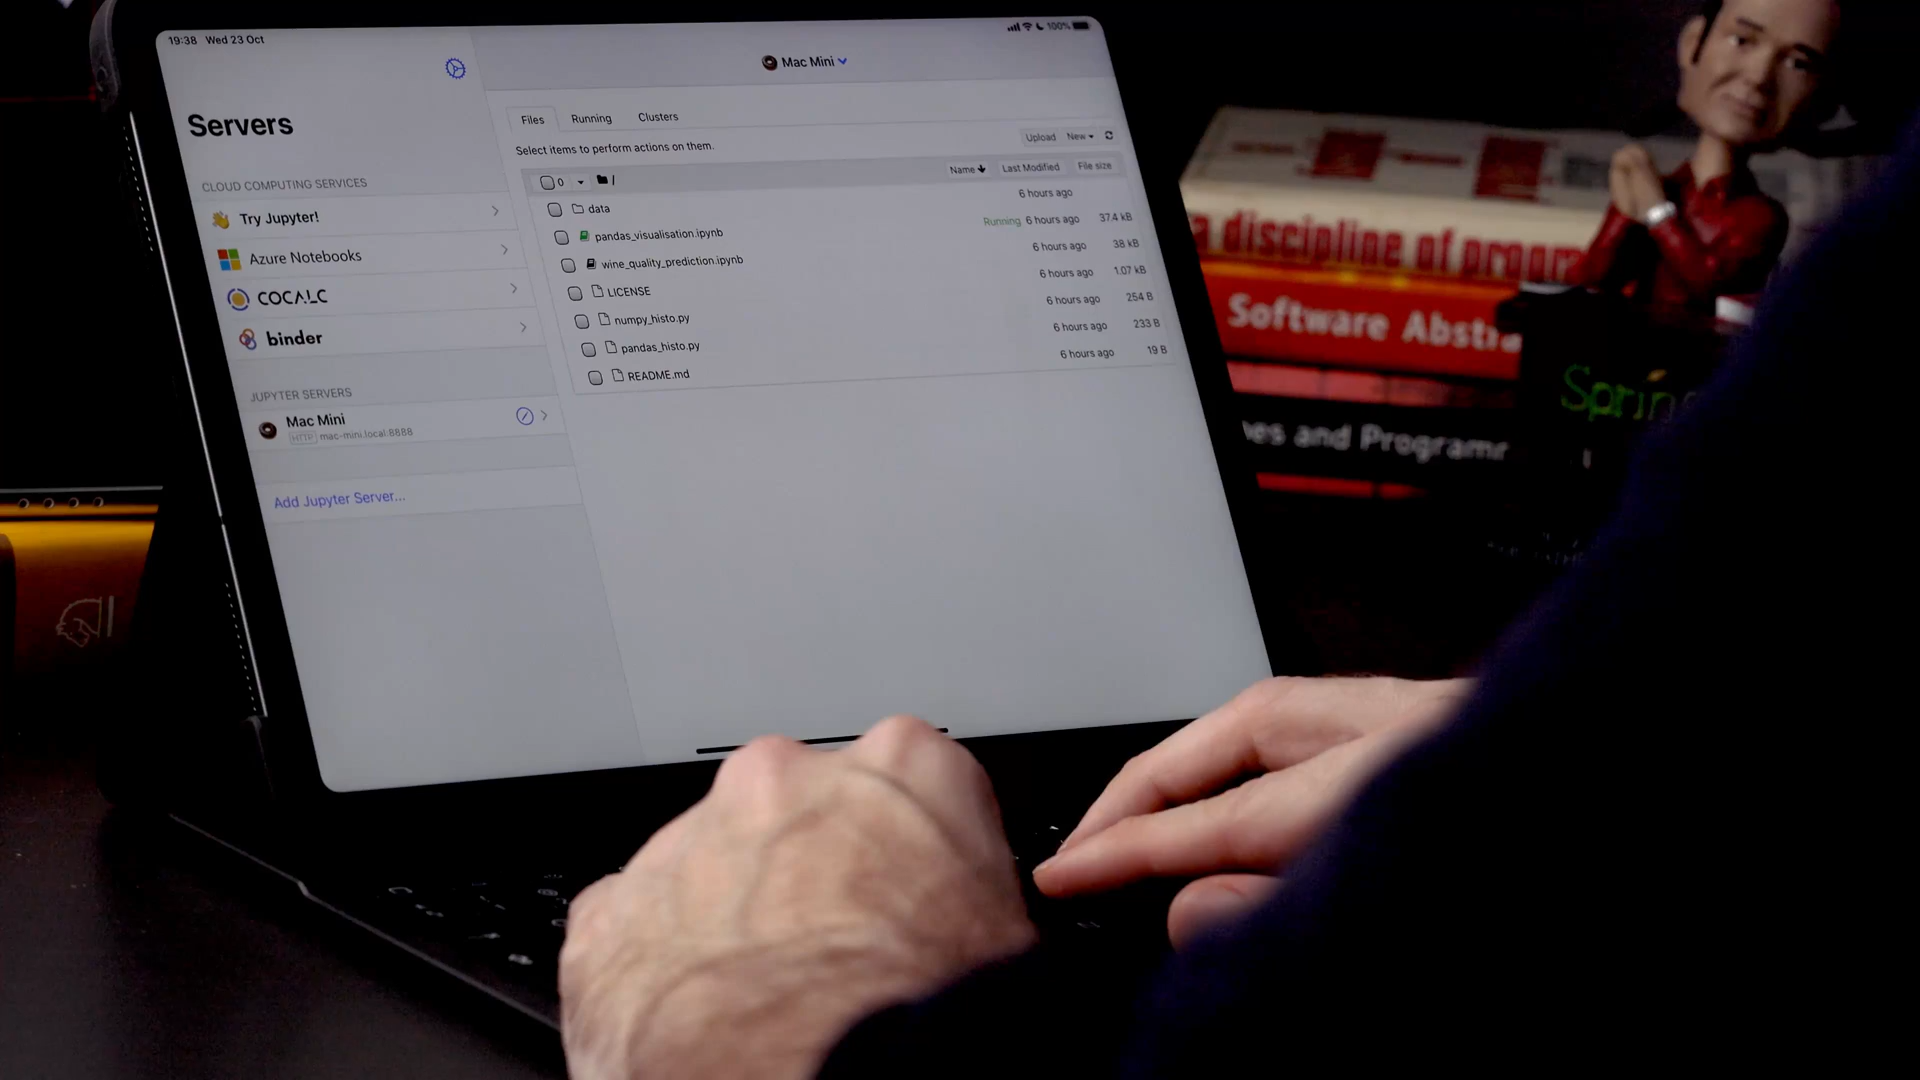 19:38 Wed 23 Oct
100%
Servers
CLOUD COMPUTING SERVICES
Try Jupyter!
Azure Notebooks
COCALC
binder
JUPYTER SERVERS
Mac Mini
HTTP mac-mini.local:8888
Add Jupyter Server...
Mac Mini
Files Running Clusters
Select items to perform actions on them.
Upload New
0 /
Name Last Modified File size
data 6 hours ago
pandas_visualisation.ipynb Running 6 hours ago 37.4 kB
wine_quality_prediction.ipynb 6 hours ago 38 kB
LICENSE 6 hours ago 1.07 kB
numpy_histo.py 6 hours ago 254 B
pandas_histo.py 6 hours ago 233 B
README.md 6 hours ago 19 B
a discipline of progra
Software Abstra
es and Programm
Spring